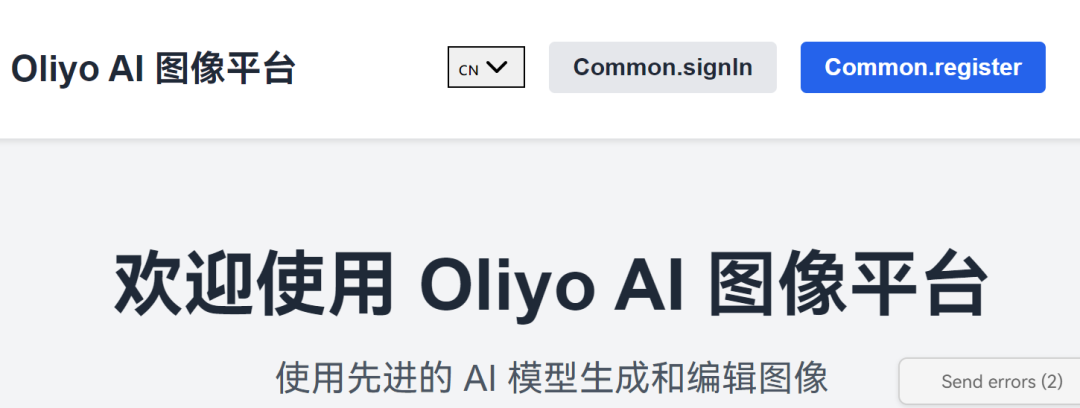 Oliyo AI 图像平台
CN
Common.signIn
Common.register
欢迎使用 Oliyo AI 图像平台
使用先进的 AI 模型生成和编辑图像
Send errors (2)